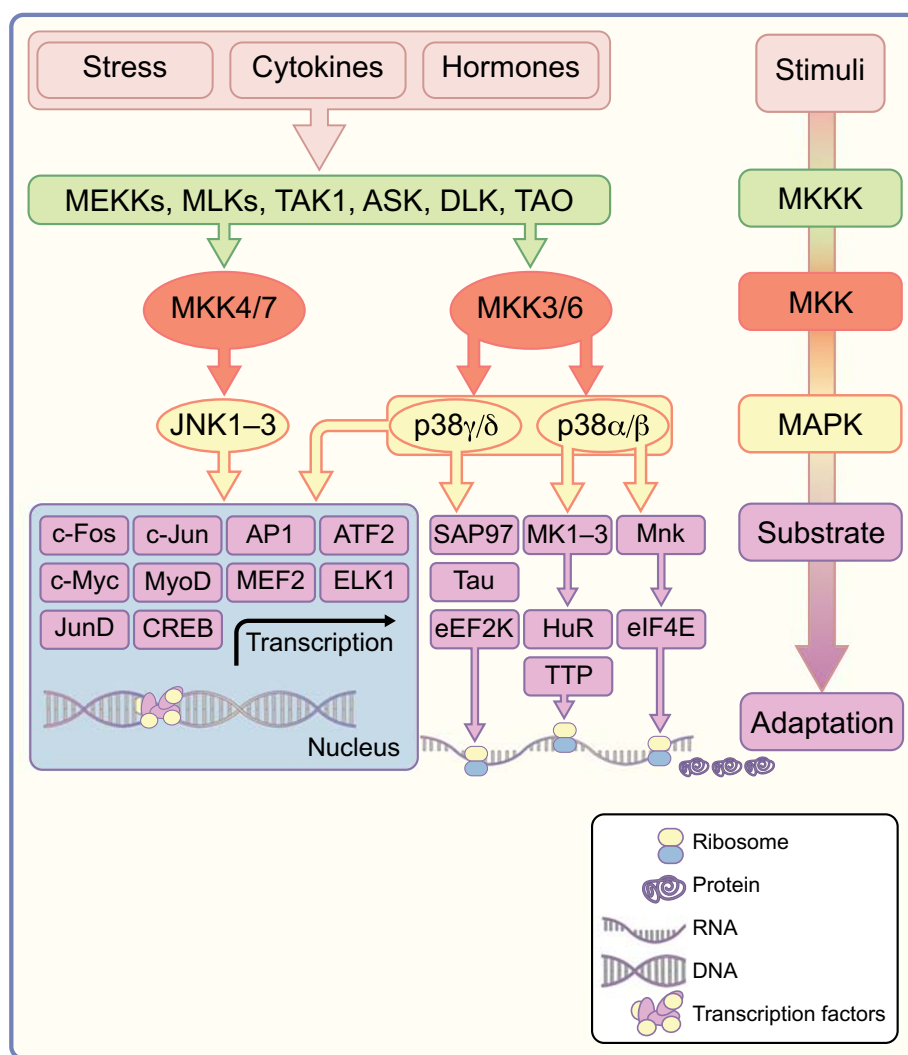 Stress
Cytokines
Hormones
Stimuli
MEKKs, MLKs, TAK1, ASK, DLK, TAO
MKKK
MKK4/7
MKK3/6
MKK
JNK1–3
p38γ/δ
p38α/β
MAPK
c-Fos
c-Jun
AP1
ATF2
SAP97
MK1–3
Mnk
Substrate
c-Myc
MyoD
MEF2
ELK1
Tau
JunD
CREB
Transcription
eEF2K
HuR
eIF4E
TTP
Adaptation
Nucleus
Ribosome
Protein
RNA
DNA
Transcription factors